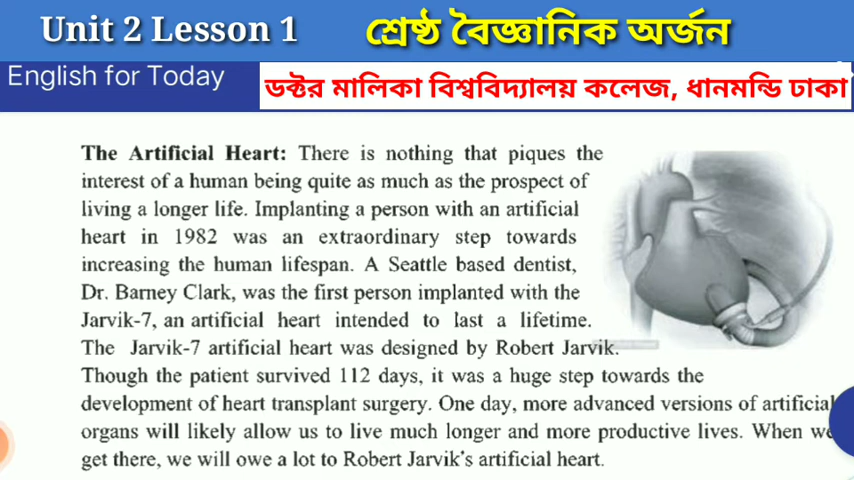 Unit 2 Lesson 1 শ্রেষ্ঠ বৈজ্ঞানিক অর্জন
English for Today
ডক্টর মালিকা বিশ্ববিদ্যালয় কলেজ, ধানমন্ডি ঢাকা
The Artificial Heart: There is nothing that piques the
interest of a human being quite as much as the prospect of
living a longer life. Implanting a person with an artificial
heart in 1982 was an extraordinary step towards
increasing the human lifespan. A Seattle based dentist,
Dr. Barney Clark, was the first person implanted with the
Jarvik-7, an artificial heart intended to last a lifetime.
The Jarvik-7 artificial heart was designed by Robert Jarvik.
Though the patient survived 112 days, it was a huge step towards the
development of heart transplant surgery. One day, more advanced versions of artificial
organs will likely allow us to live much longer and more productive lives. When we
get there, we will owe a lot to Robert Jarvik's artificial heart.